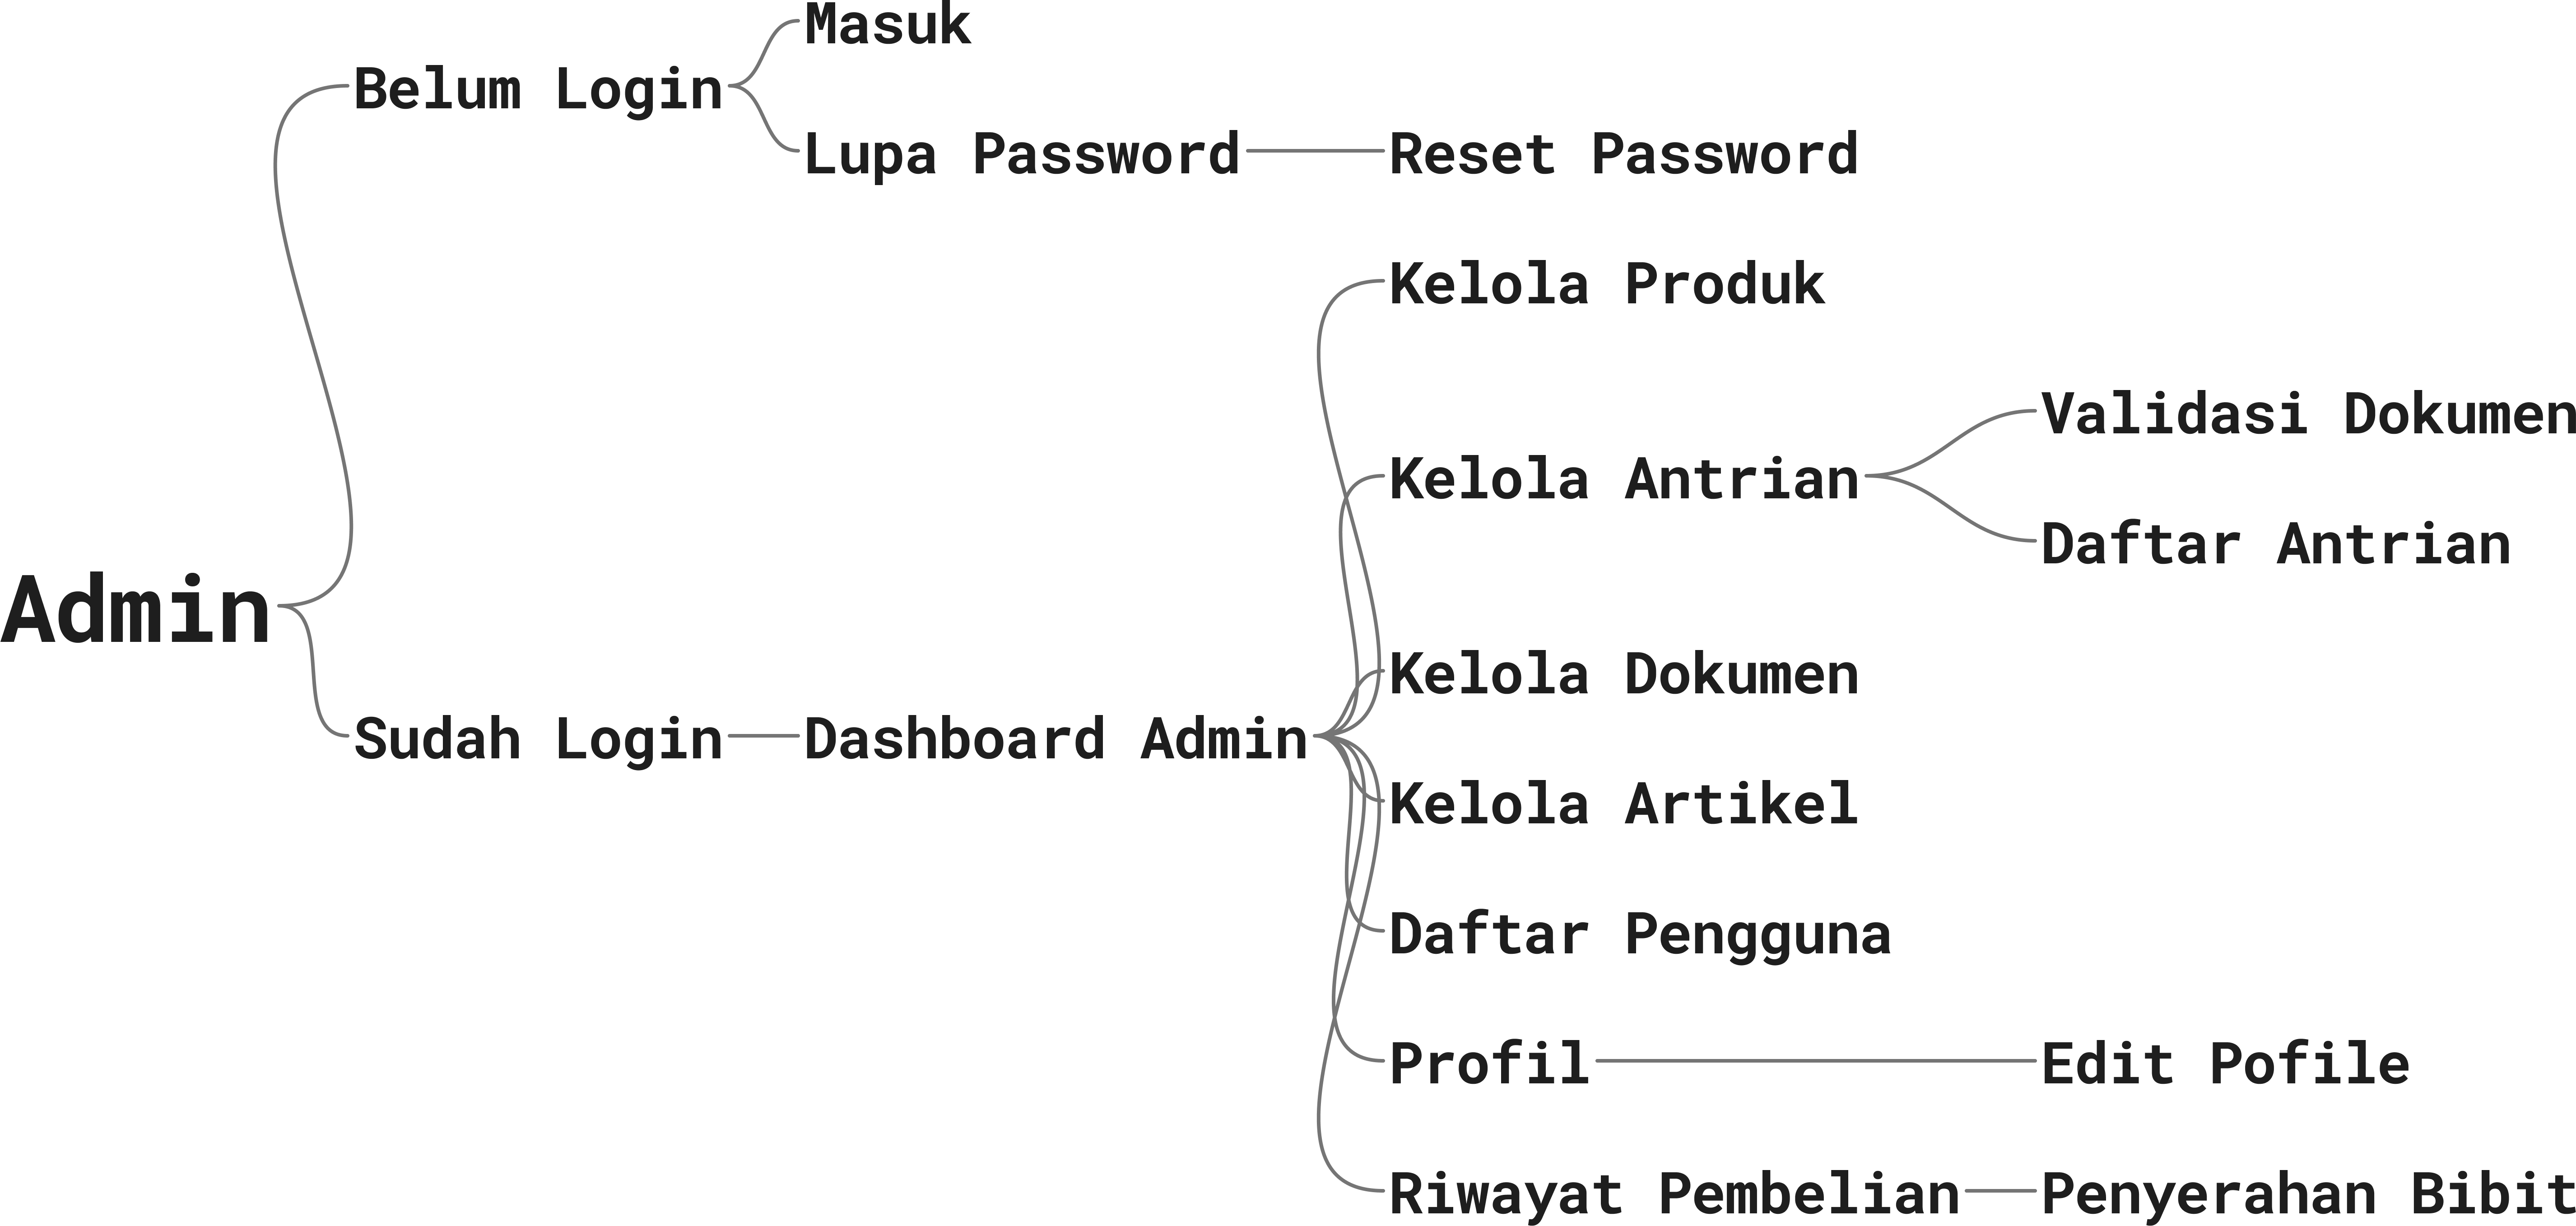 Masuk
Belum Login
Lupa Password
Reset Password
Kelola Produk
Validasi Dokumen
Kelola Antrian
Daftar Antrian
Admin
Kelola Dokumen
Sudah Login
Dashboard Admin
Kelola Artikel
Daftar Pengguna
Profil
Edit Pofile
Riwayat Pembelian
Penyerahan Bibit